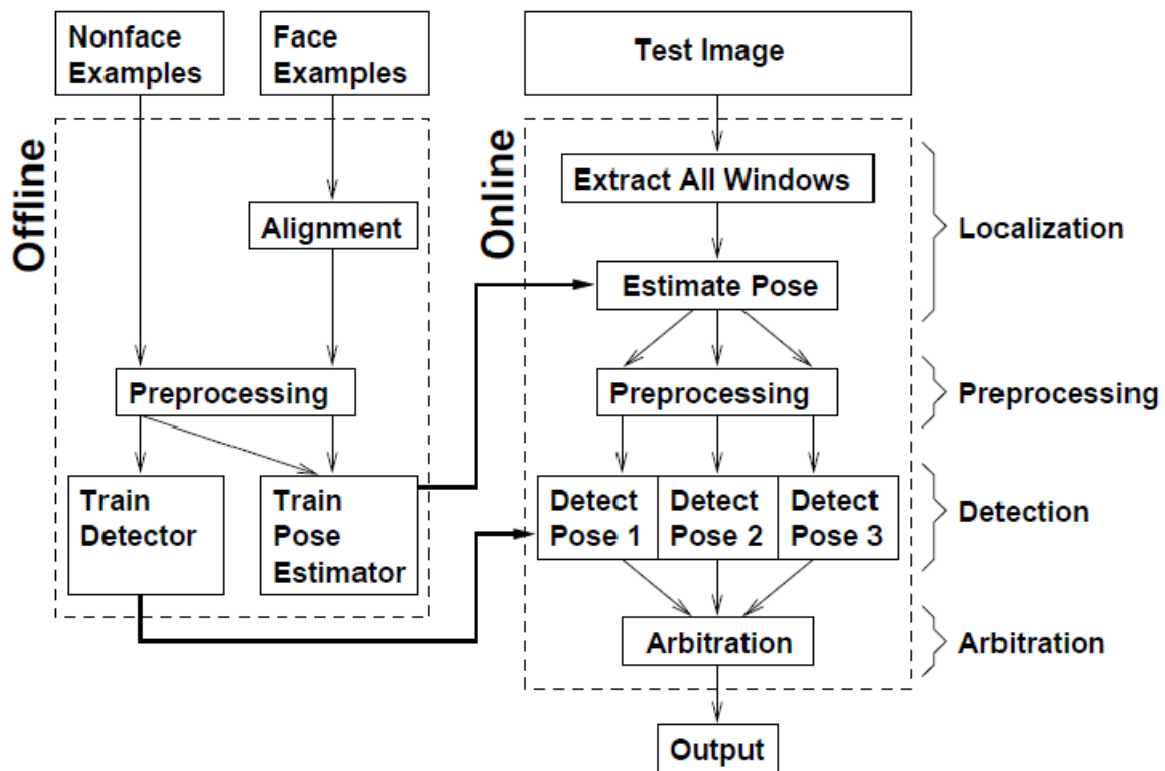 Nonface
Examples
Face
Examples
Test Image
Offline
Online
Extract All Windows
Alignment
Localization
Estimate Pose
Preprocessing
Preprocessing
Preprocessing
Train
Detector
Train
Pose
Estimator
Detect
Pose 1
Detect
Pose 2
Detect
Pose 3
Detection
Arbitration
Arbitration
Output